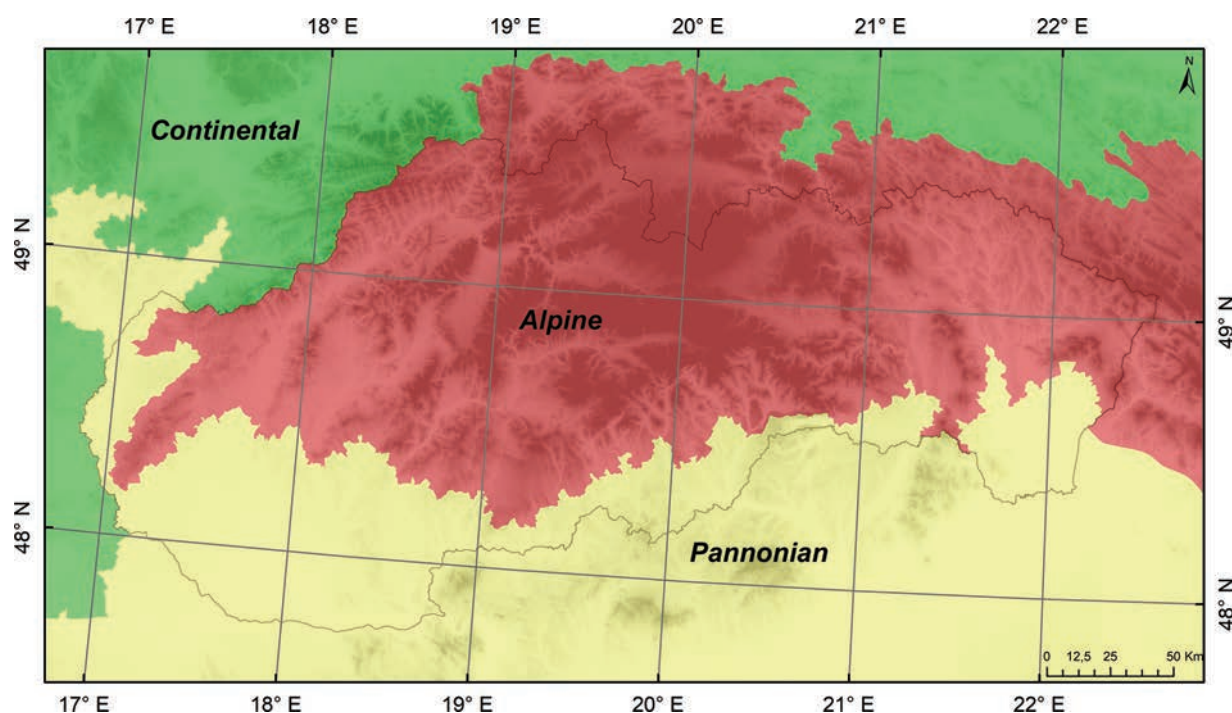 17° E 18° E 19° E 20° E 21° E 22° E
N
Continental
49° N
Alpine
49° N
48° N
Pannonian
48° N
0 12,5 25 50 Km
17° E 18° E 19° E 20° E 21° E 22° E